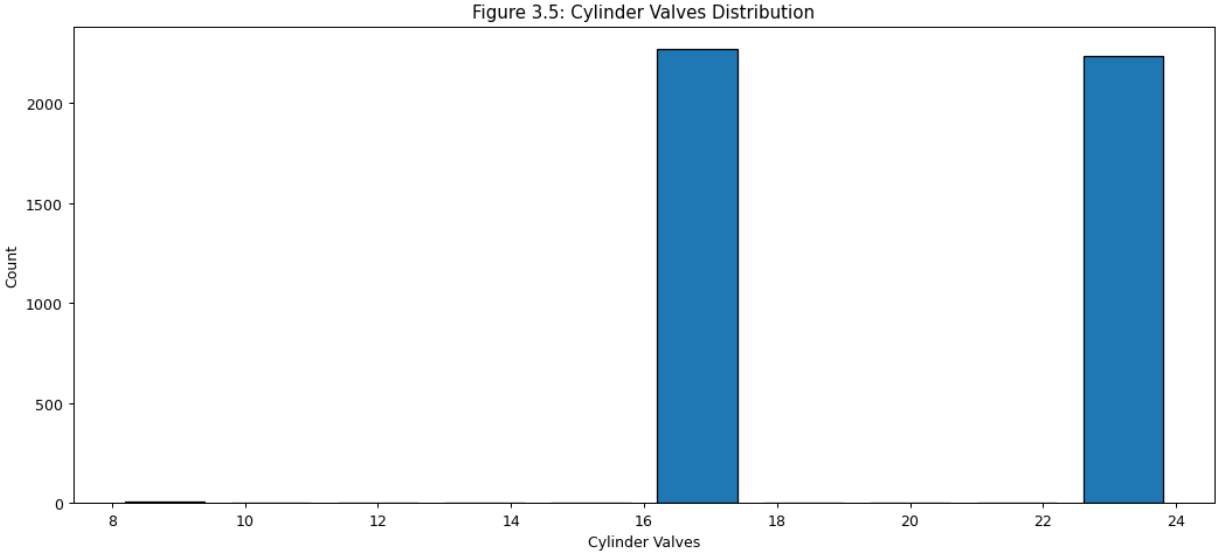 Figure 3.5: Cylinder Valves Distribution
Count
2000
1500
1000
500
0
8 10 12 14 16 18 20 22 24
Cylinder Valves